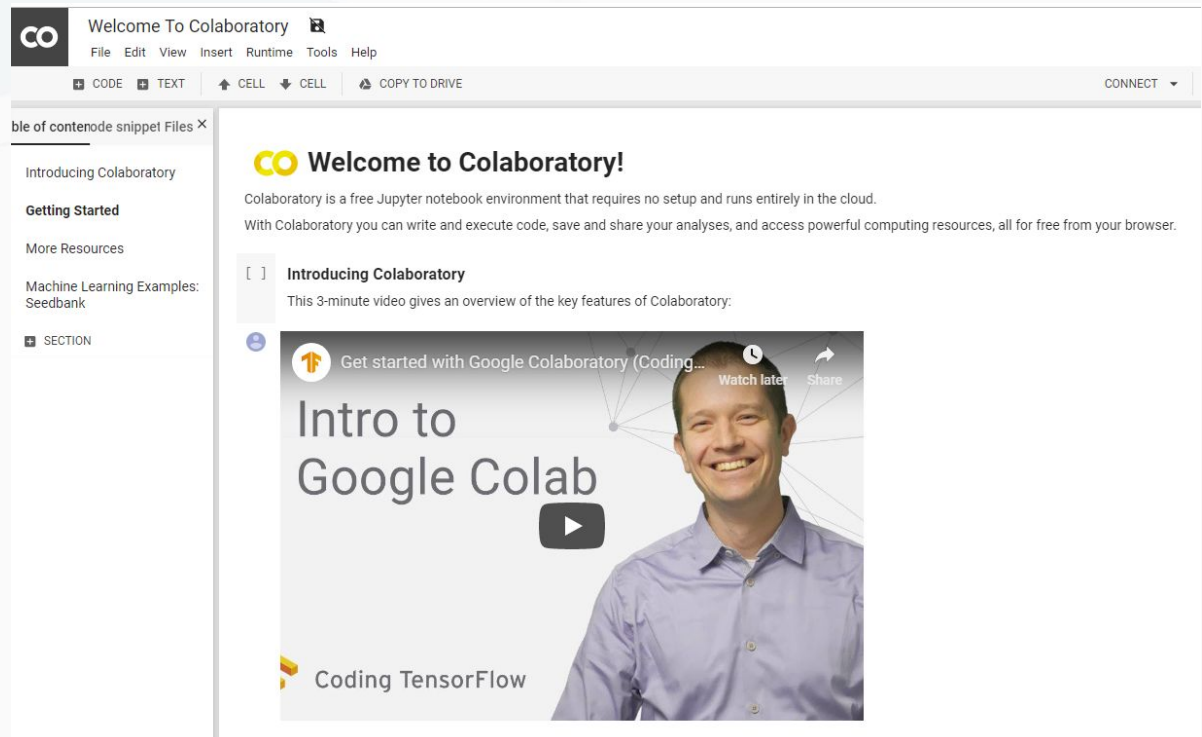 CO
Welcome To Colaboratory
File Edit View Insert Runtime Tools Help
CODE TEXT CELL CELL COPY TO DRIVE CONNECT
ble of contenode snippet Files ×
Introducing Colaboratory
Getting Started
More Resources
Machine Learning Examples:
Seedbank
SECTION
CO Welcome to Colaboratory!
Colaboratory is a free Jupyter notebook environment that requires no setup and runs entirely in the cloud.
With Colaboratory you can write and execute code, save and share your analyses, and access powerful computing resources, all for free from your browser.
[ ] Introducing Colaboratory
This 3-minute video gives an overview of the key features of Colaboratory:
Get started with Google Colaboratory (Coding...
Watch later Share
Intro to
Google Colab
Coding TensorFlow